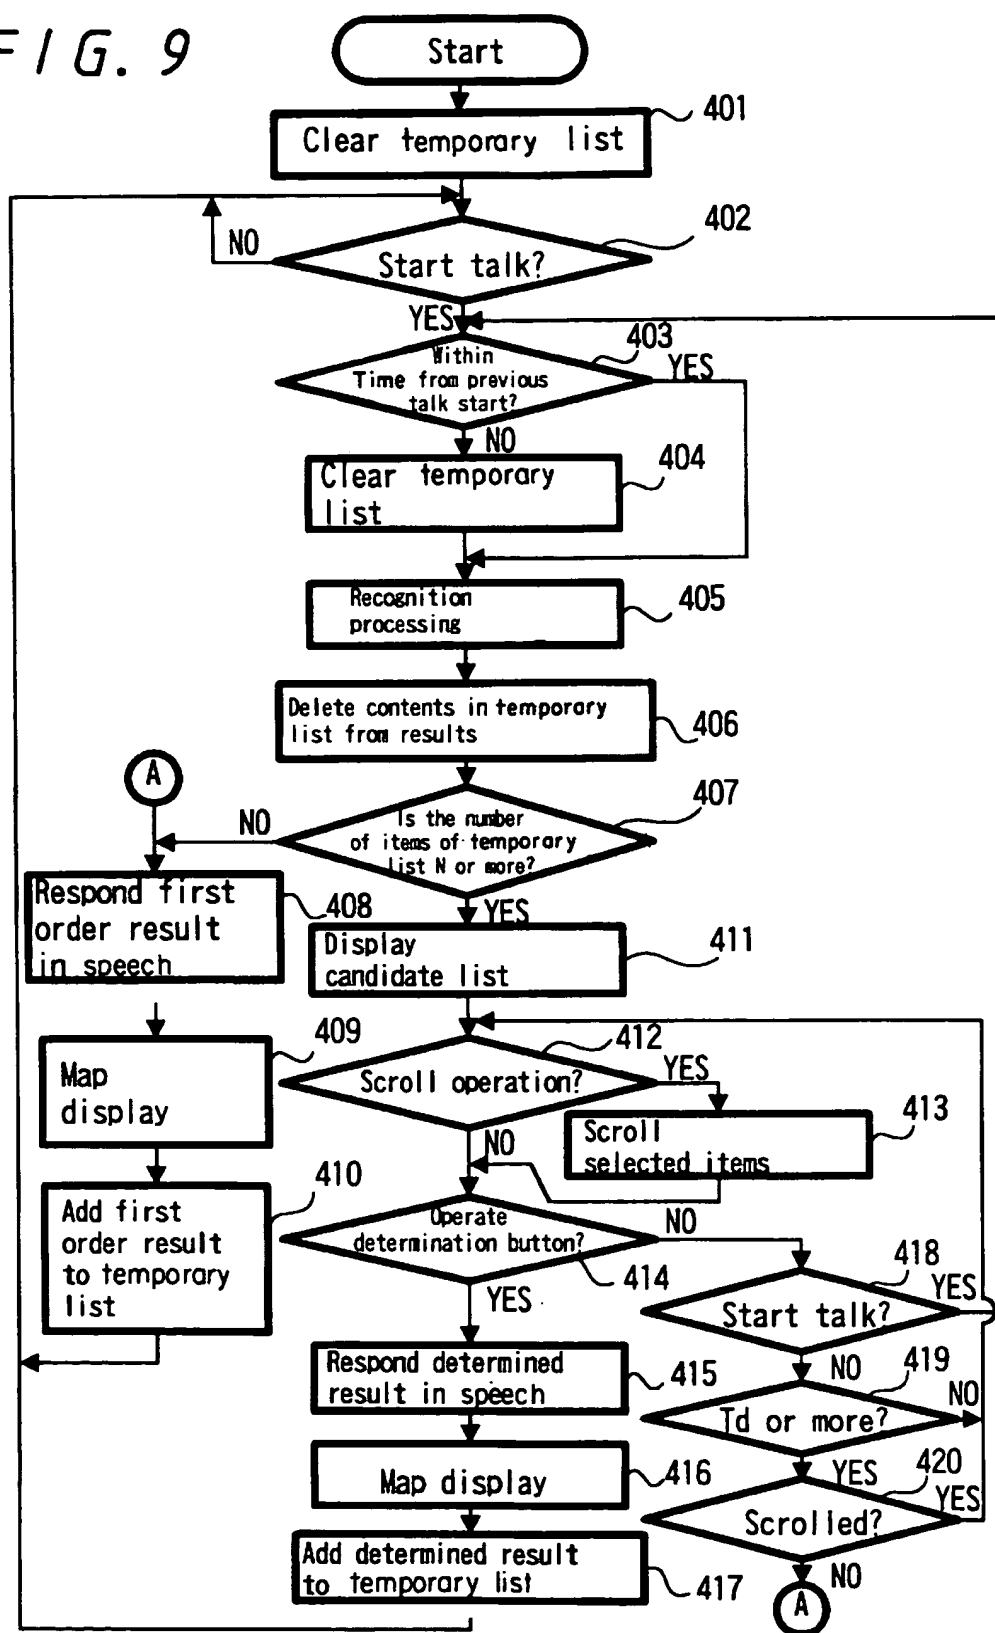 FIG. 9
Start
401
Clear temporary list
402
NO
Start talk?
YES
403
Within
Time from previous
talk start?
YES
NO
404
Clear temporary
list
405
Recognition
processing
406
Delete contents in temporary
list from results
A
407
Is the number
of items of temporary
list N or more?
NO
YES
408
Respond first
order result
in speech
411
Display
candidate list
409
Map
display
412
Scroll operation?
YES
NO
413
Scroll
selected items
410
Add first
order result
to temporary
list
Operate
determination button?
NO
414
YES
418
Start talk?
YES
NO
415
Respond determined
result in speech
419
Td or more?
NO
YES
416
Map display
420
Scrolled?
YES
NO
417
Add determined result
to temporary list
A